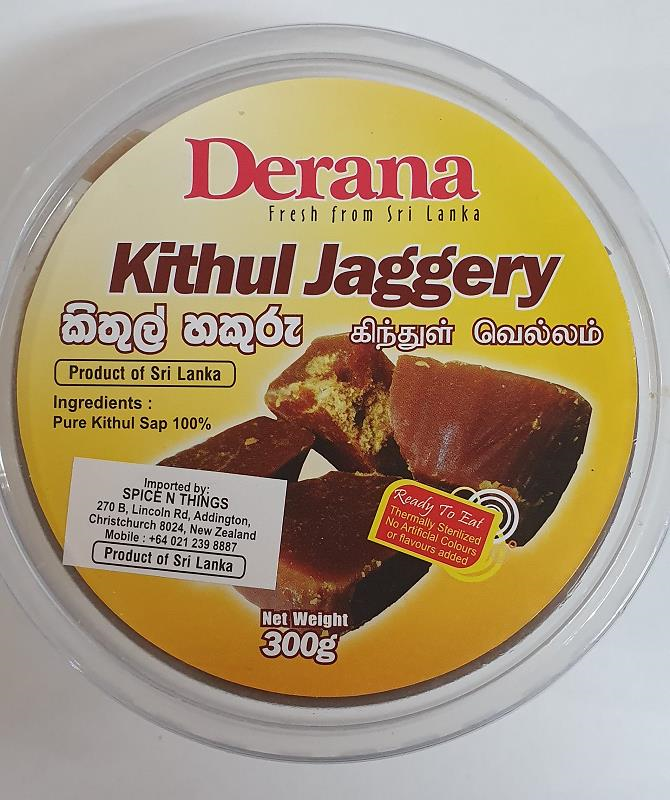 Derana
Fresh from Sri Lanka
Kithul Jaggery
කිතුල් හකුරු கிந்துள் வெல்லம்
Product of Sri Lanka
Ingredients :
Pure Kithul Sap 100%
Imported by:
SPICE N THINGS
270 B, Lincoln Rd, Addington,
Christchurch 8024, New Zealand
Mobile : +64 021 239 8887
Product of Sri Lanka
Ready To Eat
Thermally Sterilized
No Artificial Colours
or flavours added
Net Weight
300g